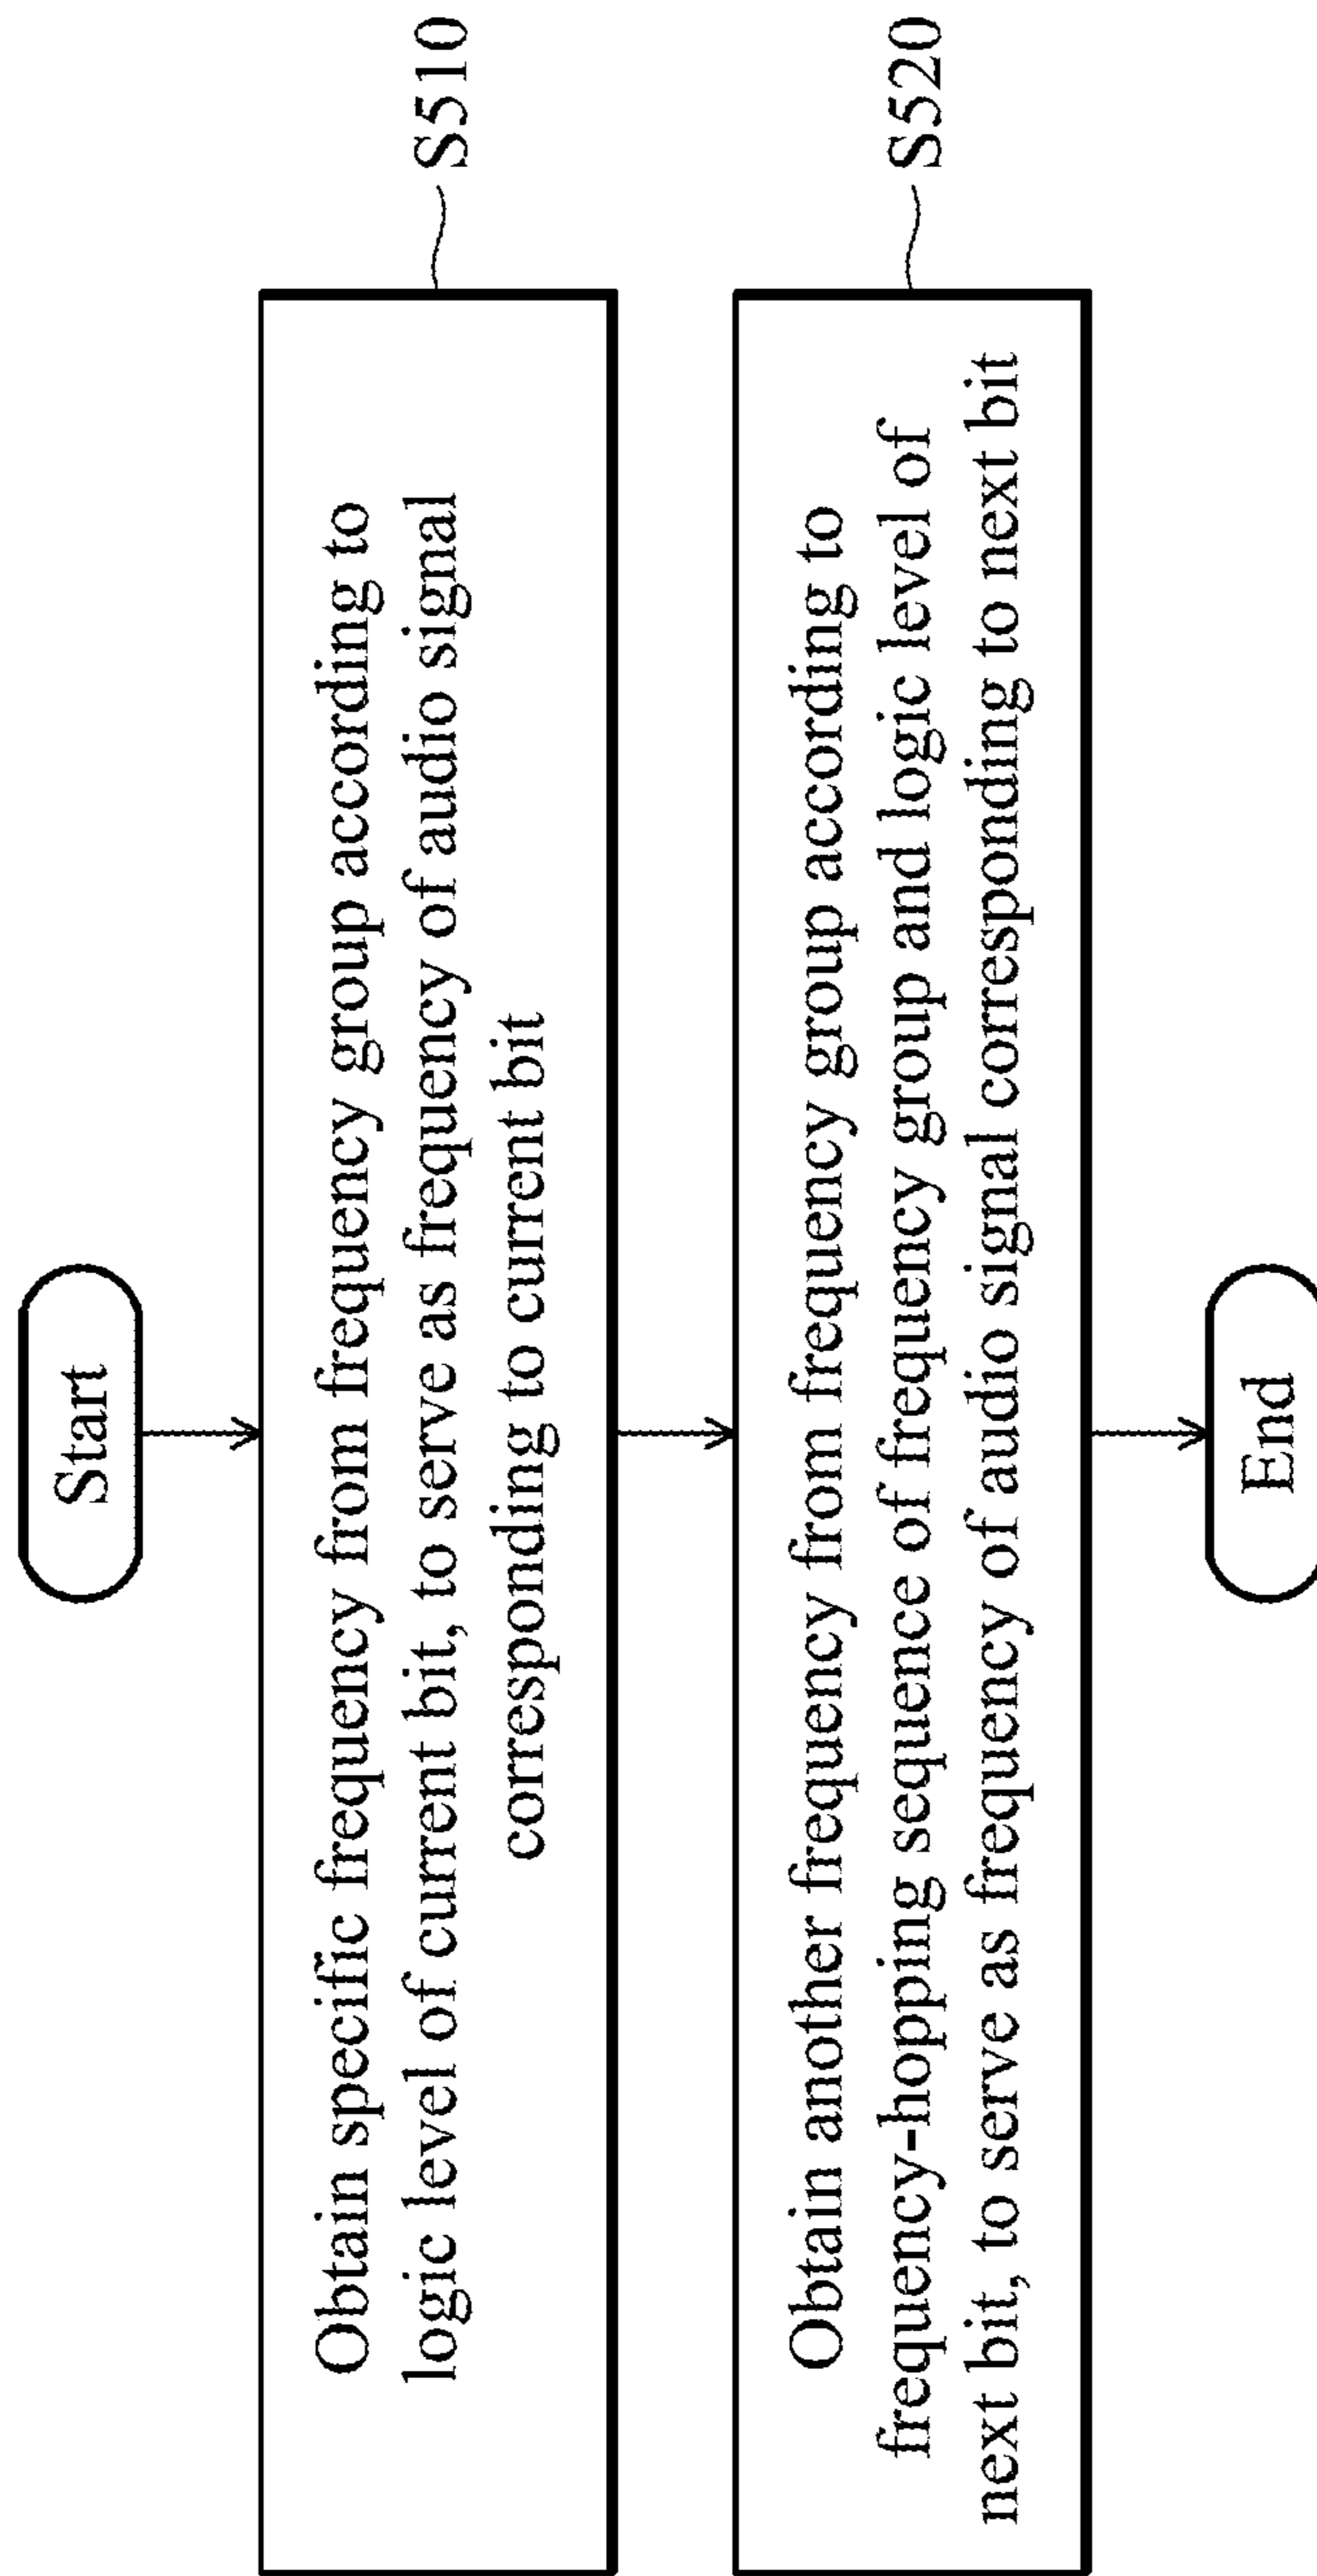 Start
Obtain specific frequency from frequency group according to
logic level of current bit, to serve as frequency of audio signal
corresponding to current bit
S510
Obtain another frequency from frequency group according to
frequency-hopping sequence of frequency group and logic level of
next bit, to serve as frequency of audio signal corresponding to next bit
S520
End